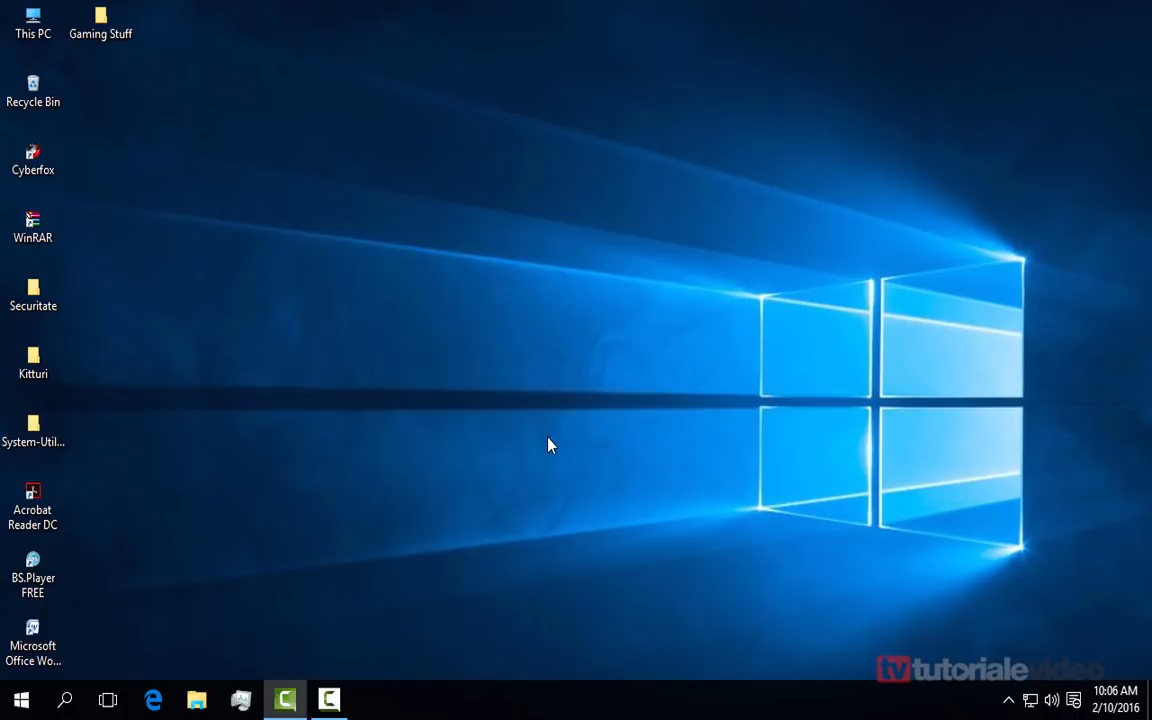 This PC
Gaming Stuff
Recycle Bin
Cyberfox
WinRAR
Securitate
Kitturi
System-Util...
Acrobat
Reader DC
BS.Player
FREE
Microsoft
Office Wo...
tv tutorialevideo
10:06 AM
2/10/2016